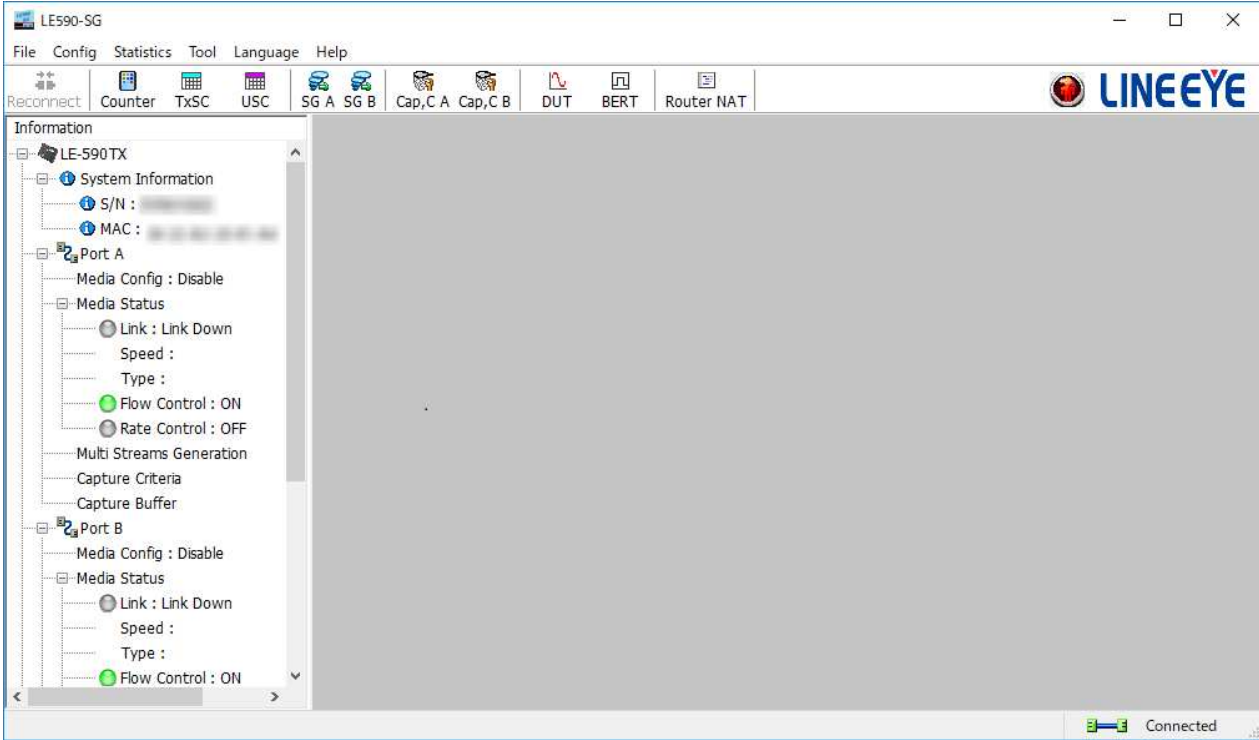 LE590-SG
File Config Statistics Tool Language Help
Reconnect Counter TxSC USC SG A SG B Cap,C A Cap,C B DUT BERT Router NAT LINEEYE
Information
LE-590TX
System Information
S/N :
MAC :
Port A
Media Config : Disable
Media Status
Link : Link Down
Speed :
Type :
Flow Control : ON
Rate Control : OFF
Multi Streams Generation
Capture Criteria
Capture Buffer
Port B
Media Config : Disable
Media Status
Link : Link Down
Speed :
Type :
Flow Control : ON
Connected